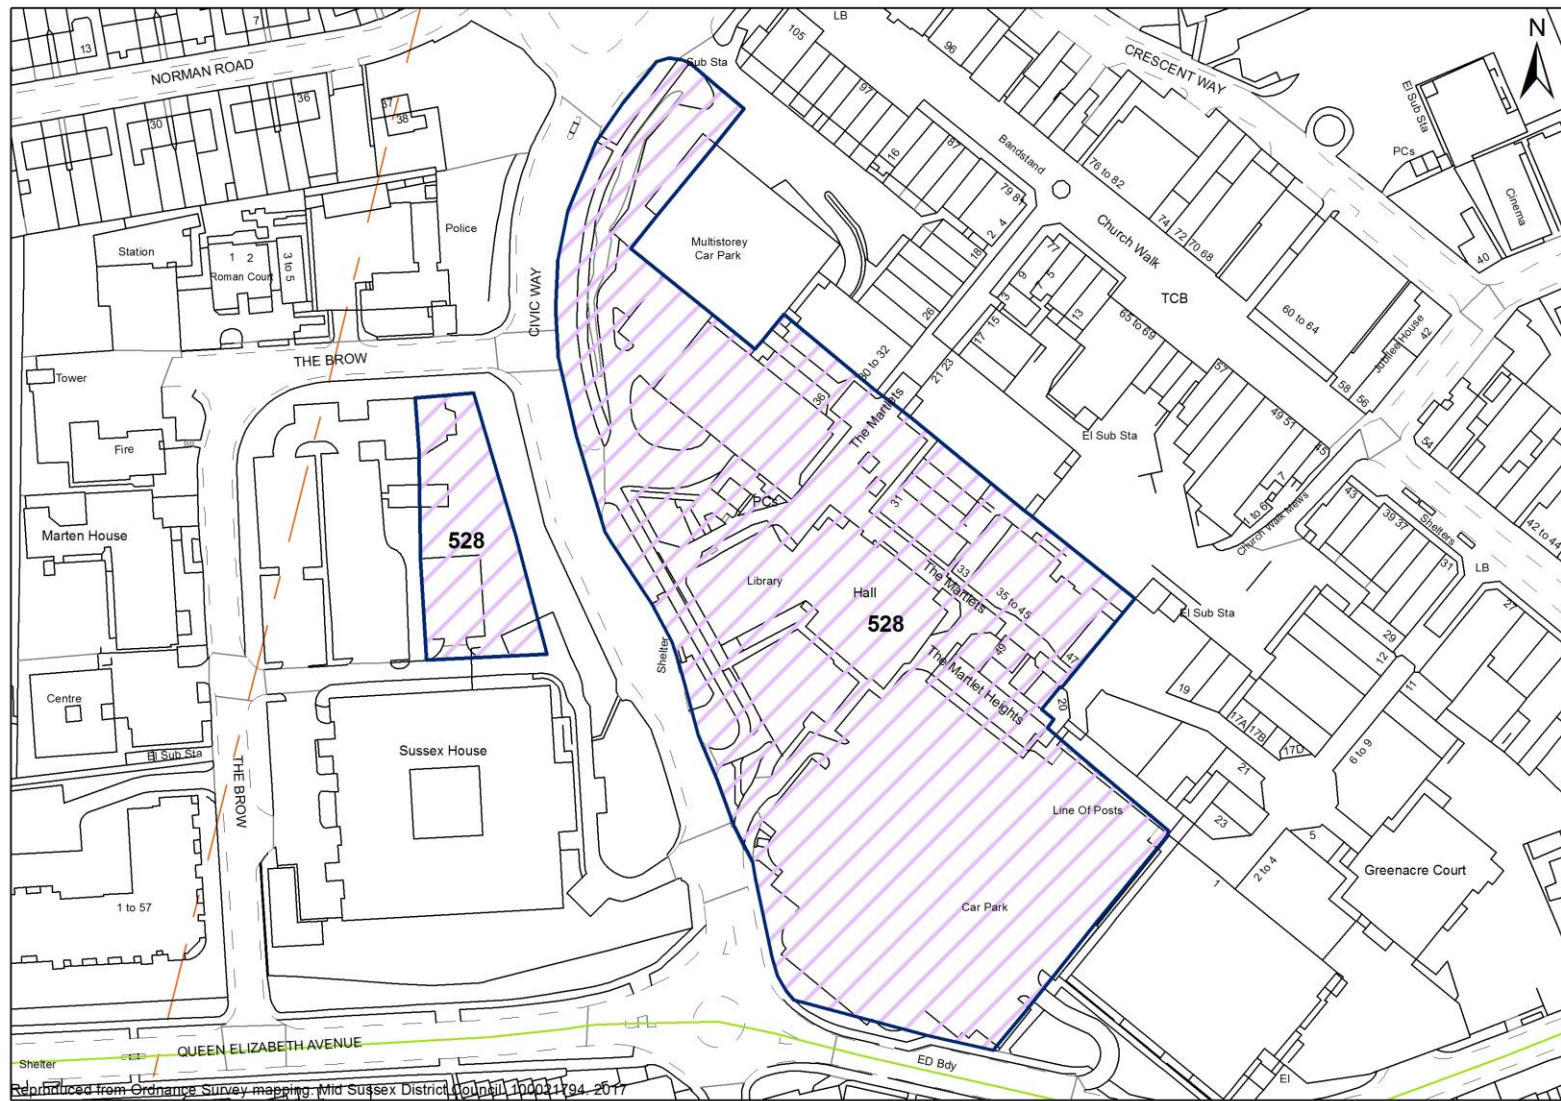 7
13
NORMAN ROAD
36
30
37
38
Station
1 2
Roman Court
3 to 5
Police
CIVIC WAY
THE BROW
Tower
Fire
Marten House
Centre
El Sub Sta
THE BROW
Sussex House
1 to 57
528
Shelter
Shelter
QUEEN ELIZABETH AVENUE
ED Bdy
El
LB
105
Sub Sta
97
96
CRESCENT WAY
N
El Sub Sta
PCs
Cinema
40
16
87
79 81
Bandstand
76 to 82
74
72
70 68
Church Walk
Multistorey
Car Park
18
2
4
26
77
9
7
5
3
15
17
13
TCB
65 to 69
60 to 64
Jubilee House
42
58
56
30 to 32
36
The Martlets
21 23
57
49 51
45
54
El Sub Sta
31
PCs
1 to 6
7
Church Walk Mews
43
39 37
Shelters
31
LB
42 to 44
27
Library
Hall
528
33
The Martlets
35 to 45
49
47
The Martlet Heights
20
El Sub Sta
29
12
11
19
17A
17B
17D
6 to 9
21
23
Line Of Posts
5
2 to 4
1
Greenacre Court
Car Park
Reproduced from Ordnance Survey mapping. Mid Sussex District Council. 100021794. 2017